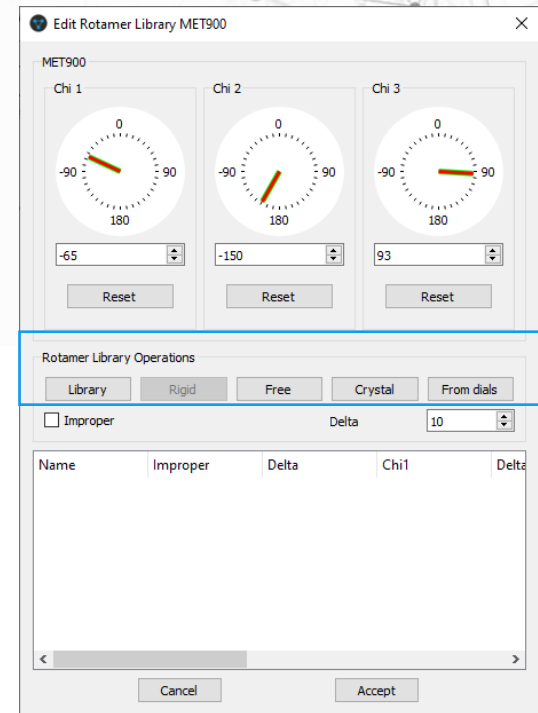 Edit Rotamer Library MET900
MET900
Chi 1 Chi 2 Chi 3
0 0 0
-90 90 -90 90 -90 90
180 180 180
-65 -150 93
Reset Reset Reset
Rotamer Library Operations
Library Rigid Free Crystal From dials
Improper Delta 10
Name Improper Delta Chi1 Delta
Cancel Accept